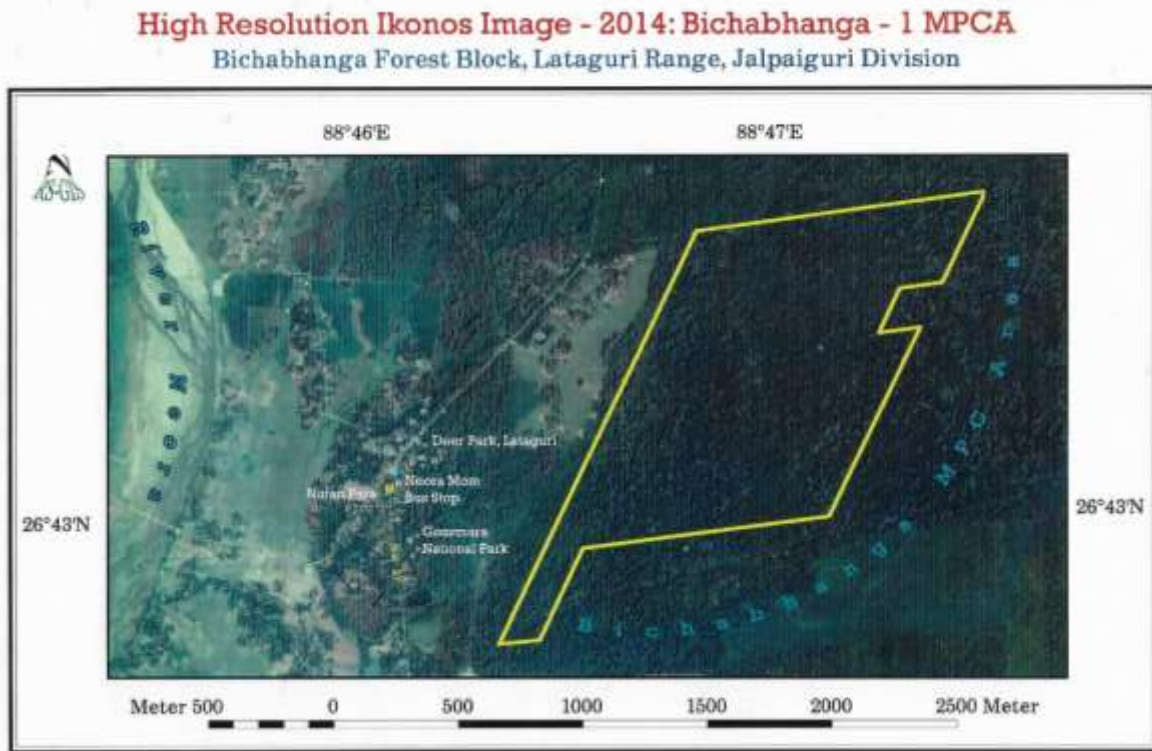 High Resolution Ikonos Image - 2014: Bichabhanga - 1 MPCA
Bichabhanga Forest Block, Lataguri Range, Jalpaiguri Division
88°46'E 88°47'E
N
River Neora
Bichabhanga MPC Area
Deer Park, Lataguri
Neora Mom
Bus Stop
National Park
26°43'N 26°43'N
Meter 500 0 500 1000 1500 2000 2500 Meter